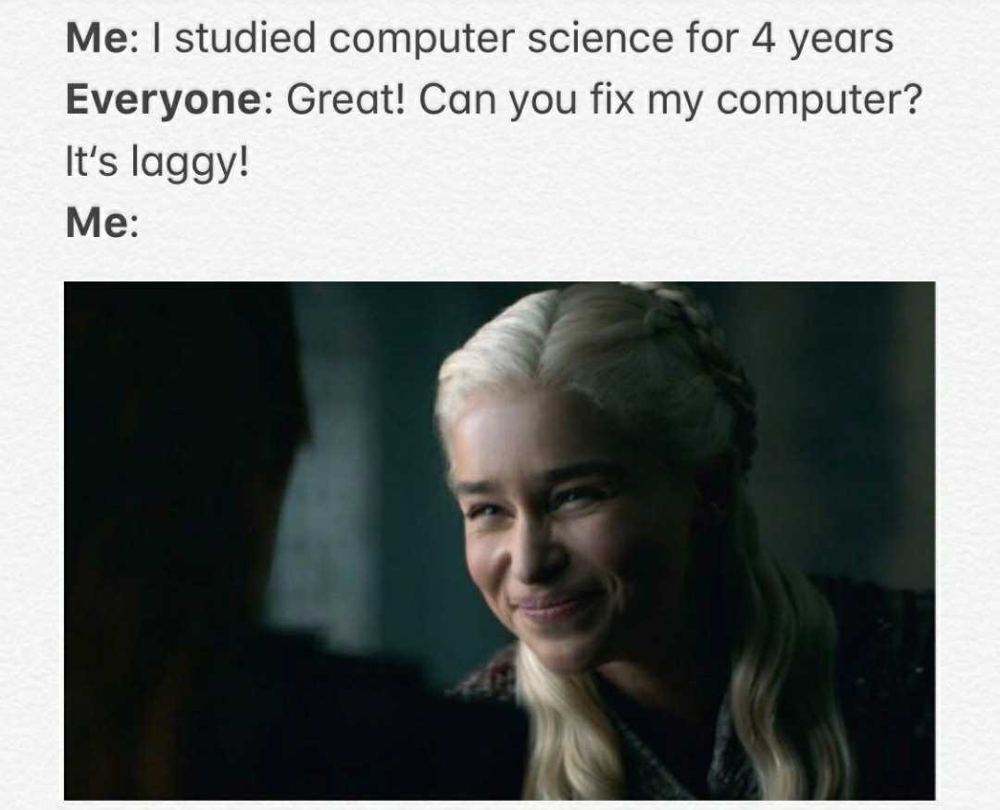 Me: I studied computer science for 4 years
Everyone: Great! Can you fix my computer?
It‘s laggy!
Me: